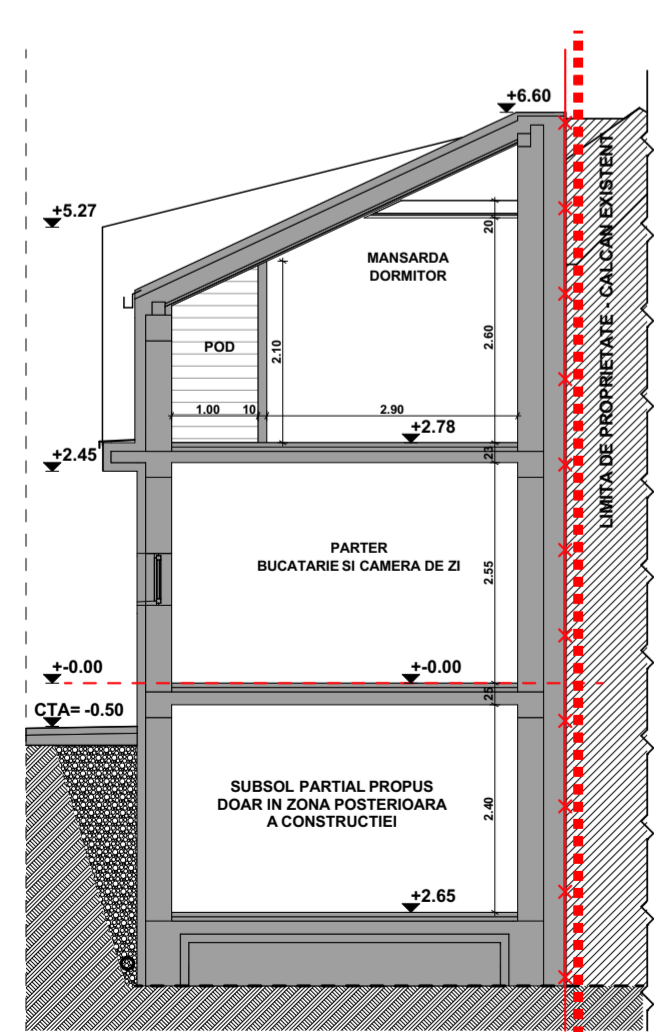 +6.60
+5.27
20
MANSARDA
DORMITOR
2.60
POD
2.10
1.00
10
2.90
+2.78
+2.45
23
PARTER
BUCATARIE SI CAMERA DE ZI
2.55
+-0.00
+-0.00
25
CTA= -0.50
SUBSOL PARTIAL PROPUS
DOAR IN ZONA POSTERIOARA
A CONSTRUCTIEI
2.40
+2.65
LIMITA DE PROPRIETATE - CALCAN EXISTENT